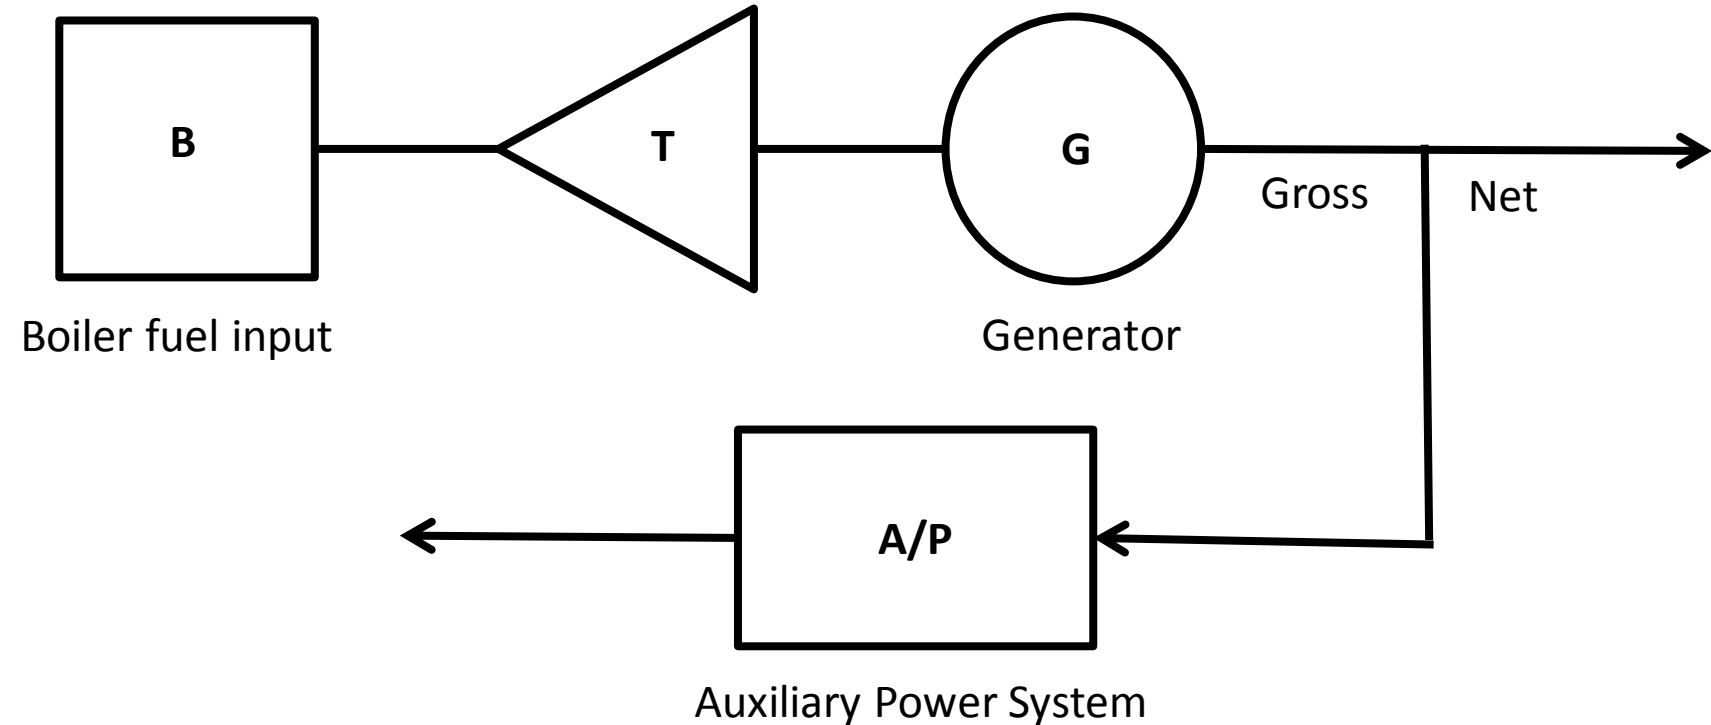 B
T
G
Gross
Net
Boiler fuel input
Generator
A/P
Auxiliary Power System